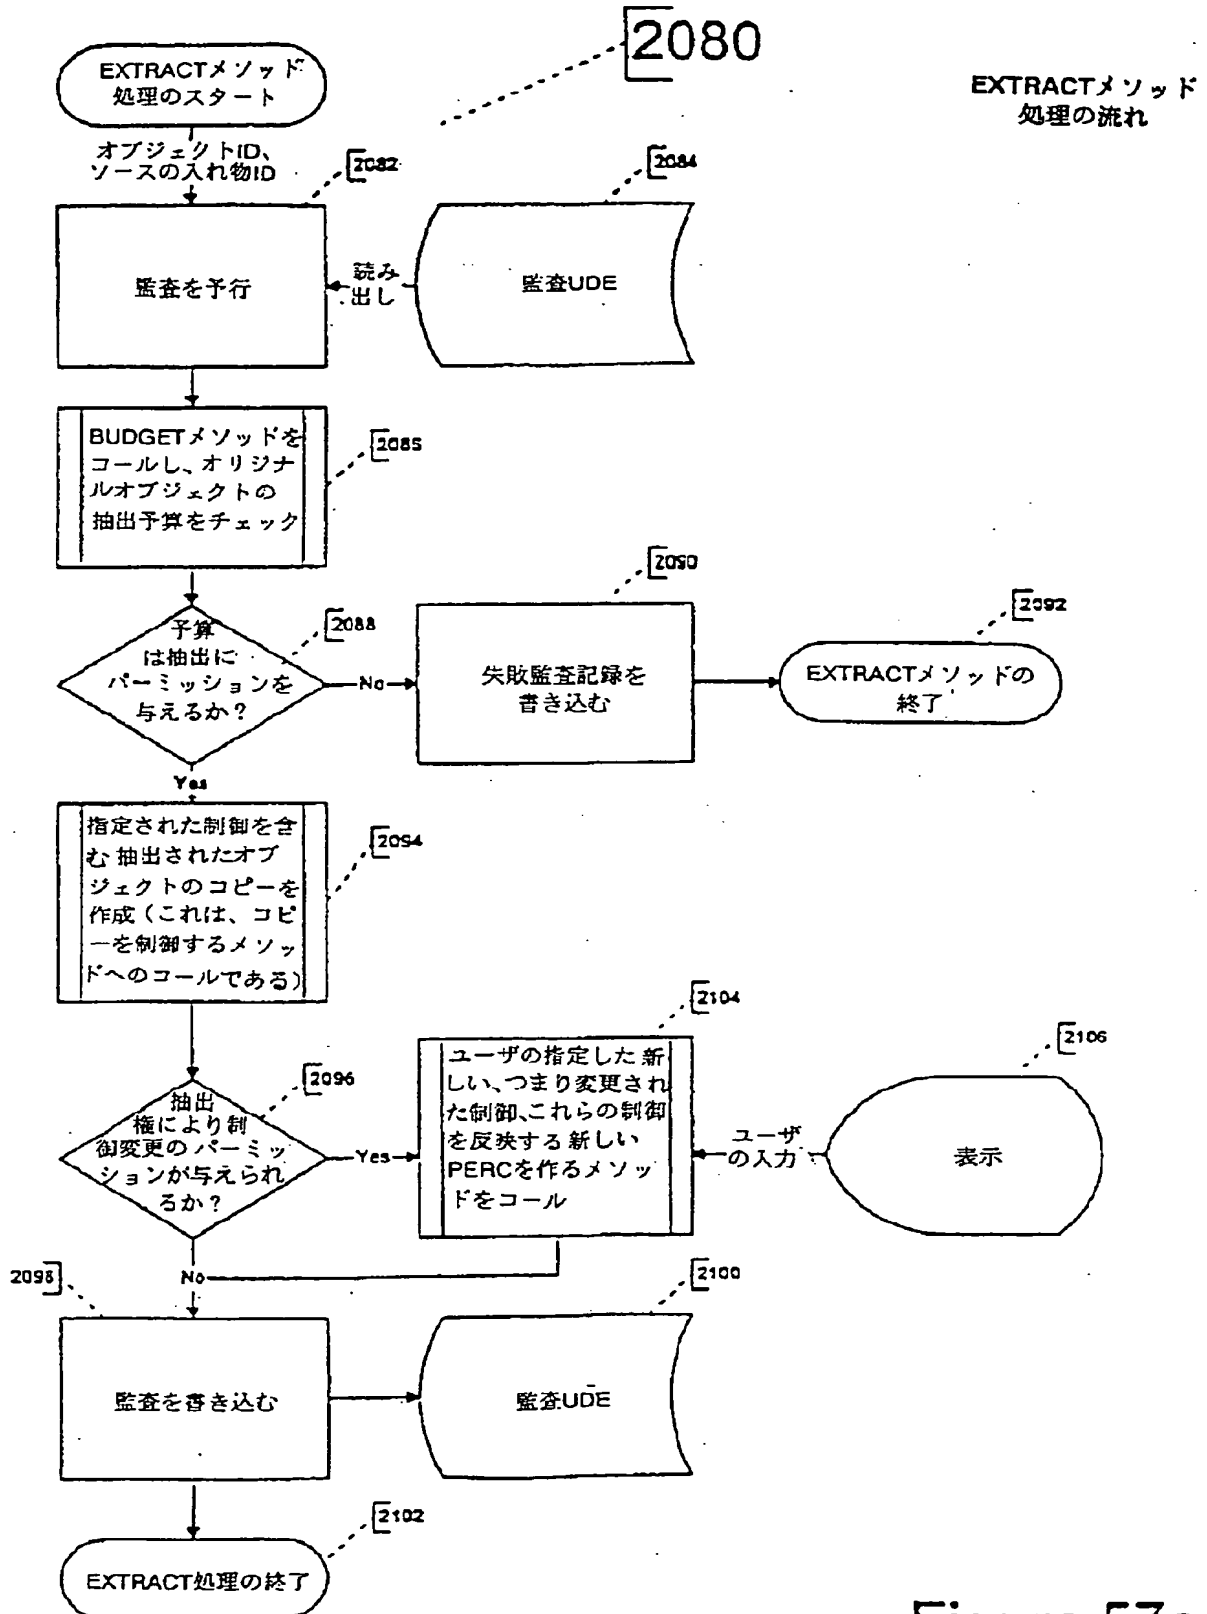 2080
EXTRACTメソッド
処理の流れ
EXTRACTメソッド
処理のスタート
オブジェクトID、
ソースの入れ物ID
2082
2084
監査を予行
読み
出し
監査UDE
BUDGETメソッドを
コールし、オリジナ
ルオブジェクトの
抽出予算をチェック
2085
予算
は抽出に
パーミッションを
与えるか？
2088
No
2090
失敗監査記録を
書き込む
2092
EXTRACTメソッドの
終了
Yes
指定された制御を含
む抽出されたオブ
ジェクトのコピーを
作成（これは、コピ
ーを制御するメソッ
ドへのコールである）
2094
抽出
権により制
御変更のパーミッ
ションが与えられ
るか？
2096
Yes
2104
ユーザの指定した新
しい、つまり変更され
た制御、これらの制御
を反映する新しい
PERCを作るメソッ
ドをコール
ユーザ
の入力
2106
表示
No
2098
監査を書き込む
2100
監査UDE
2102
EXTRACT処理の終了